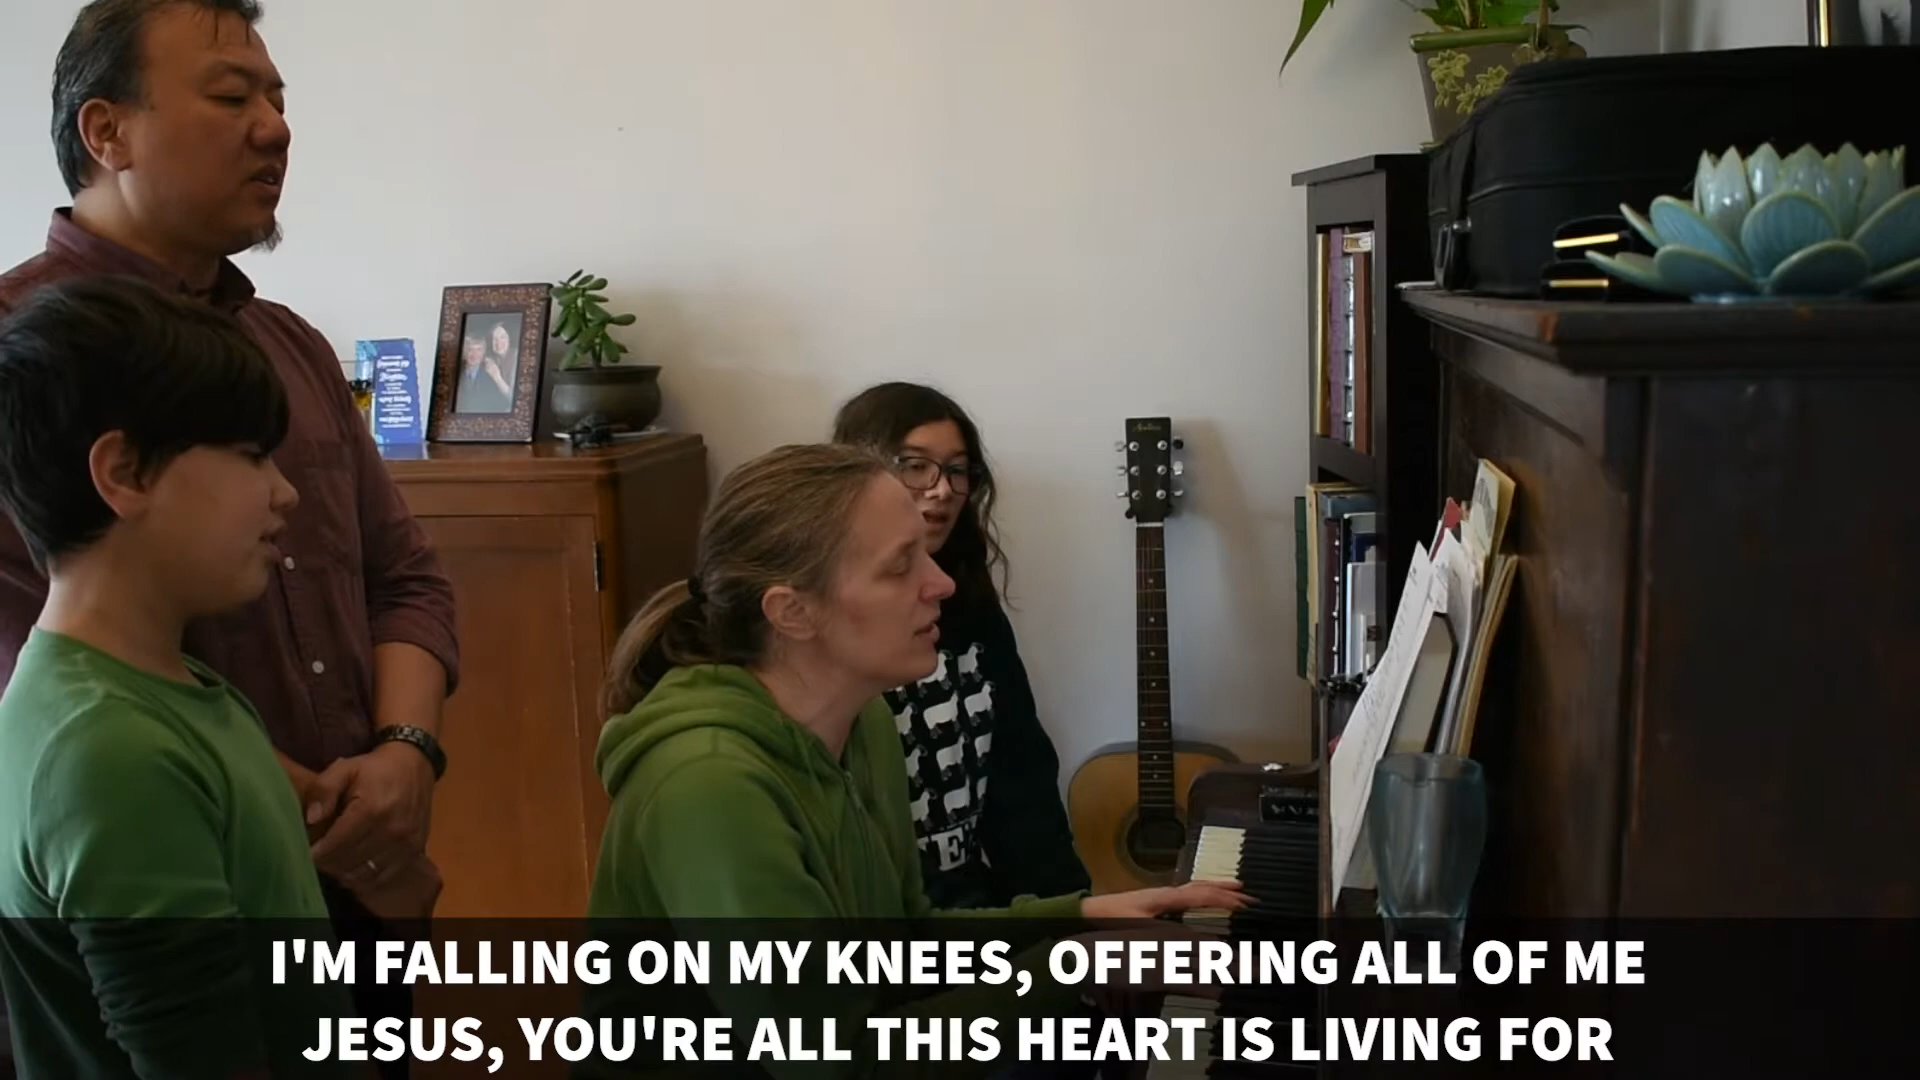 I'M FALLING ON MY KNEES, OFFERING ALL OF ME
JESUS, YOU'RE ALL THIS HEART IS LIVING FOR